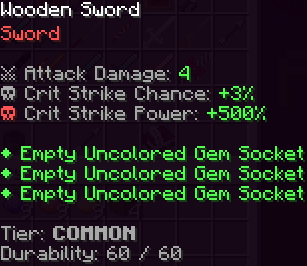 Wooden Sword
Sword
Attack Damage: 4
Crit Strike Chance: +3%
Crit Strike Power: +500%
Empty Uncolored Gem Socket
Empty Uncolored Gem Socket
Empty Uncolored Gem Socket
Tier: COMMON
Durability: 60 / 60